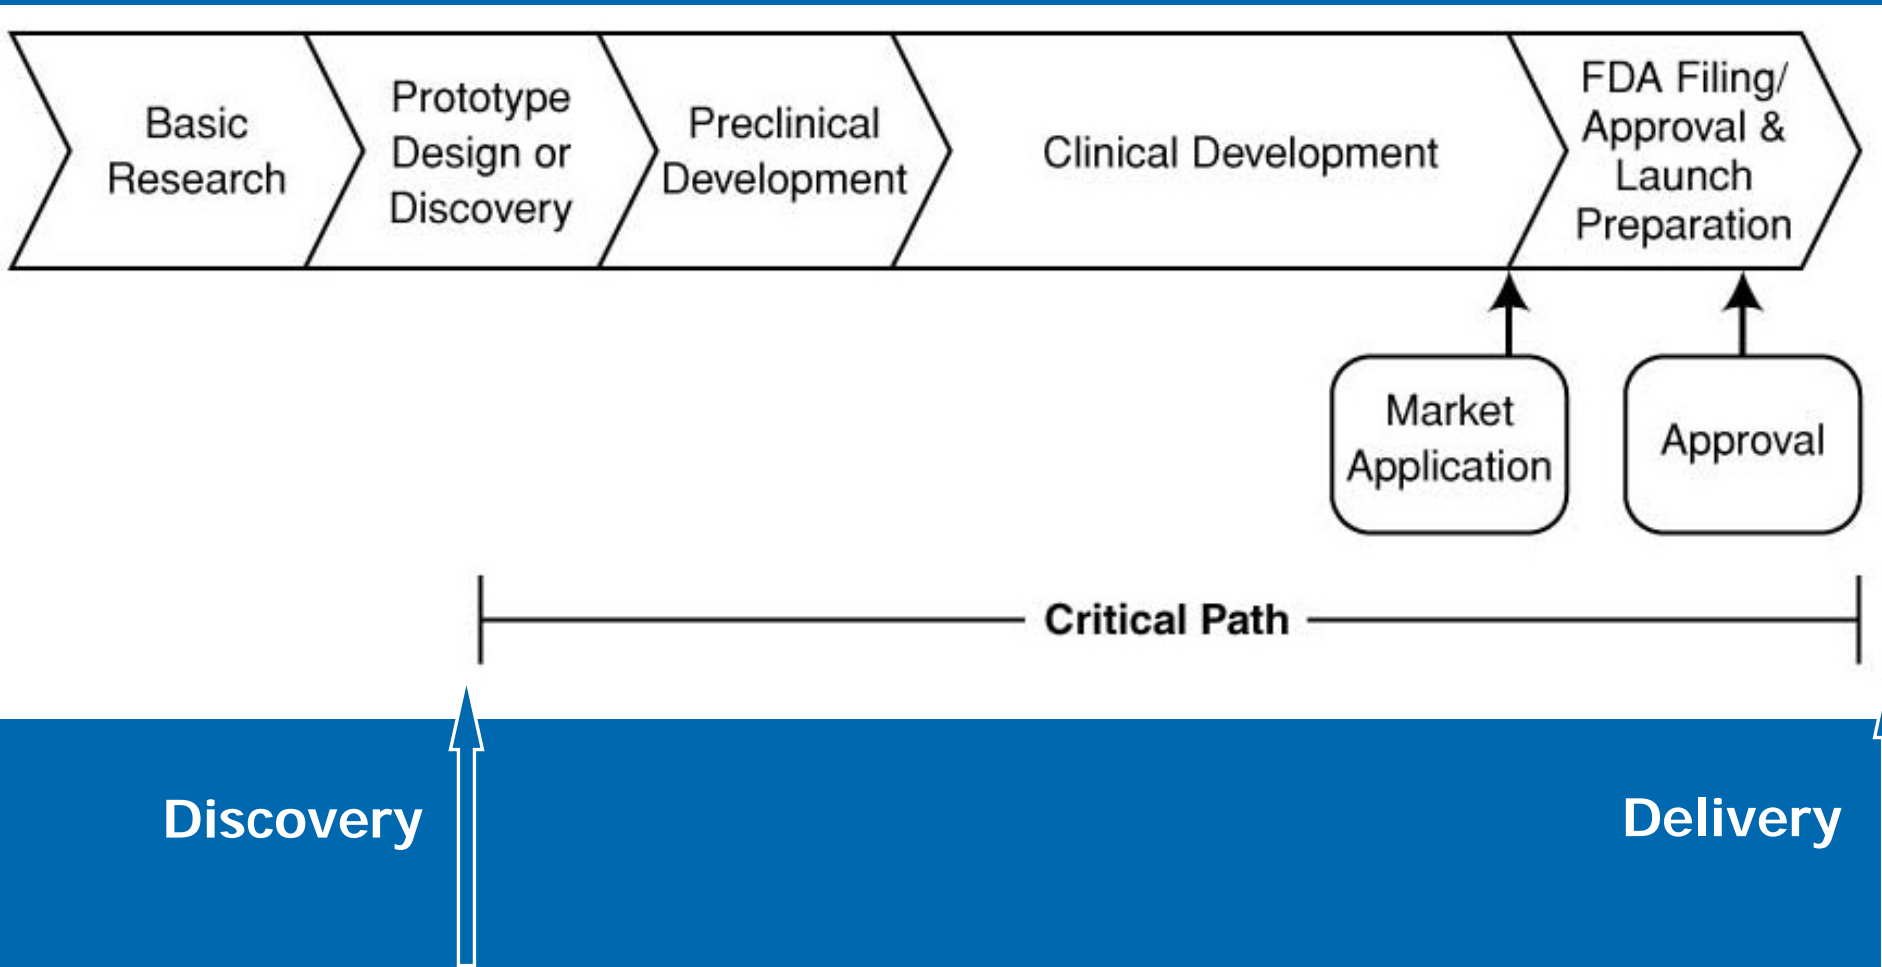 Basic
Research
Prototype
Design or
Discovery
Preclinical
Development
Clinical Development
FDA Filing/
Approval &
Launch
Preparation
Market
Application
Approval
Critical Path
Discovery
Delivery